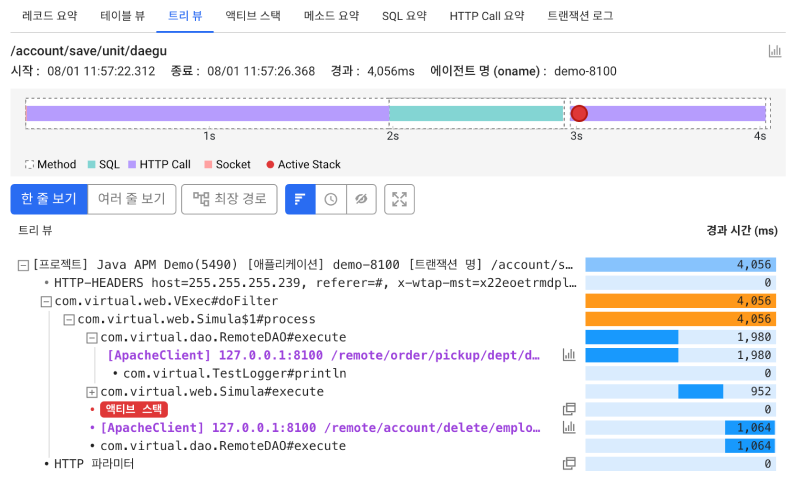 레코드 요약 테이블 뷰 트리 뷰 액티브 스택 메소드 요약 SQL 요약 HTTP Call 요약 트랜잭션 로그
/account/save/unit/daegu
시작 : 08/01 11:57:22.312 종료 : 08/01 11:57:26.368 경과 : 4,056ms 에이전트 명 (oname) : demo-8100
1s 2s 3s 4s
Method SQL HTTP Call Socket Active Stack
한 줄 보기 여러 줄 보기 최장 경로
트리 뷰 경과 시간 (ms)
[프로젝트] Java APM Demo(5490) [애플리케이션] demo-8100 [트랜잭션 명] /account/s… 4,056
HTTP-HEADERS host=255.255.255.239, referer=#, x-wtap-mst=x22eoetrmdpl… 0
com.virtual.web.VExec#doFilter 4,056
com.virtual.web.Simula$1#process 4,056
com.virtual.dao.RemoteDAO#execute 1,980
[ApacheClient] 127.0.0.1:8100 /remote/order/pickup/dept/d… 1,980
com.virtual.TestLogger#println 0
com.virtual.web.Simula#execute 952
액티브 스택 0
[ApacheClient] 127.0.0.1:8100 /remote/account/delete/emplo… 1,064
com.virtual.dao.RemoteDAO#execute 1,064
HTTP 파라미터 0